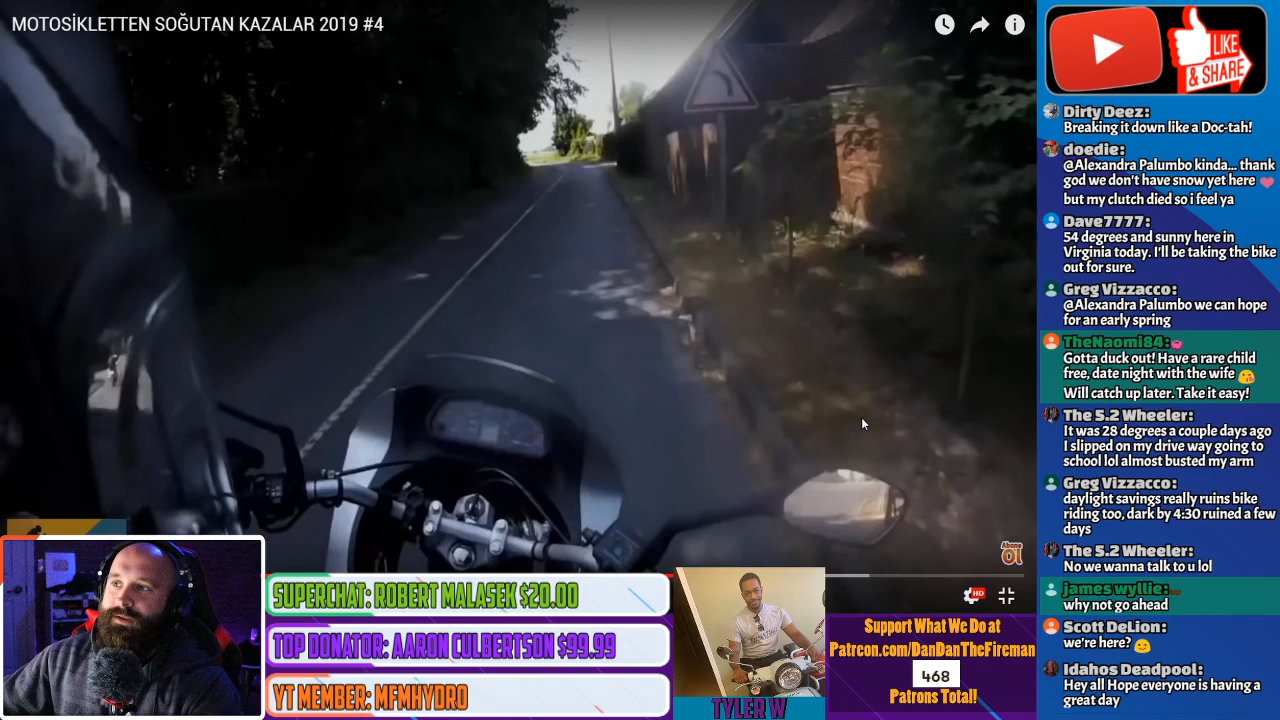 MOTOSİKLETTEN SOĞUTAN KAZALAR 2019 #4
LIKE
& SHARE
Dirty Deez:
Breaking it down like a Doc-tah!
doedie:
@Alexandra Palumbo kinda... thank
god we don't have snow yet here
but my clutch died so i feel ya
Dave7777:
54 degrees and sunny here in
Virginia today. I'll be taking the bike
out for sure.
Greg Vizzacco:
@Alexandra Palumbo we can hope
for an early spring
TheNaomi84:
Gotta duck out! Have a rare child
free, date night with the wife
Will catch up later. Take it easy!
The 5.2 Wheeler:
It was 28 degrees a couple days ago
I slipped on my drive way going to
school lol almost busted my arm
Greg Vizzacco:
daylight savings really ruins bike
riding too, dark by 4:30 ruined a few
days
The 5.2 Wheeler:
No we wanna talk to u lol
james wyllie:
why not go ahead
Scott DeLion:
we're here?
Idahos Deadpool:
Hey all Hope everyone is having a
great day
Abone
Ol
HD
SUPERCHAT: ROBERT MALASEK $20.00
TOP DONATOR: AARON CULBERTSON $99.99
YT MEMBER: MFMHYDRO
TYLER W
Support What We Do at
Patreon.com/DanDanTheFireman
468
Patrons Total!